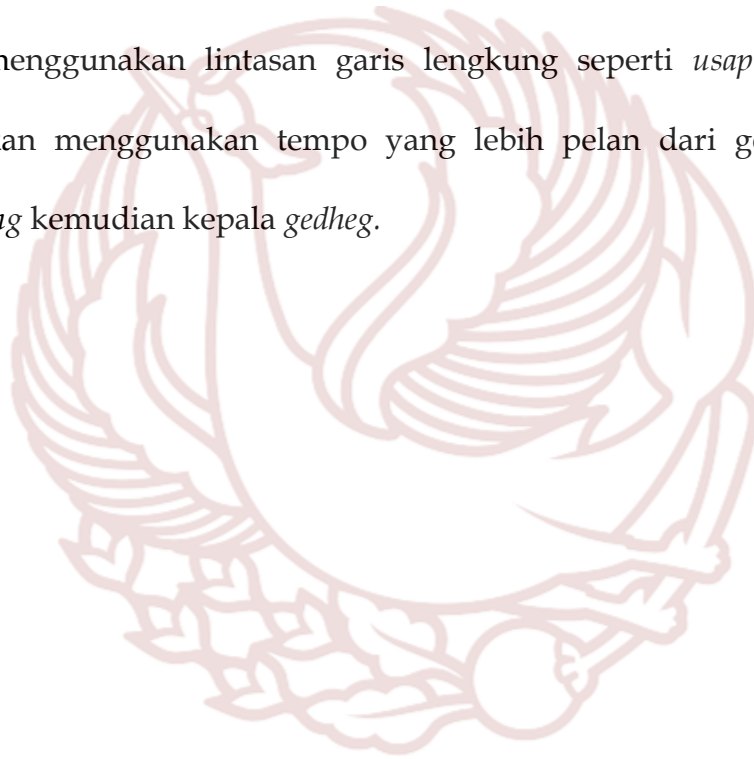 menggunakan lintasan garis lengkung seperti usap
an menggunakan tempo yang lebih pelan dari
kemudian kepala gedheg.